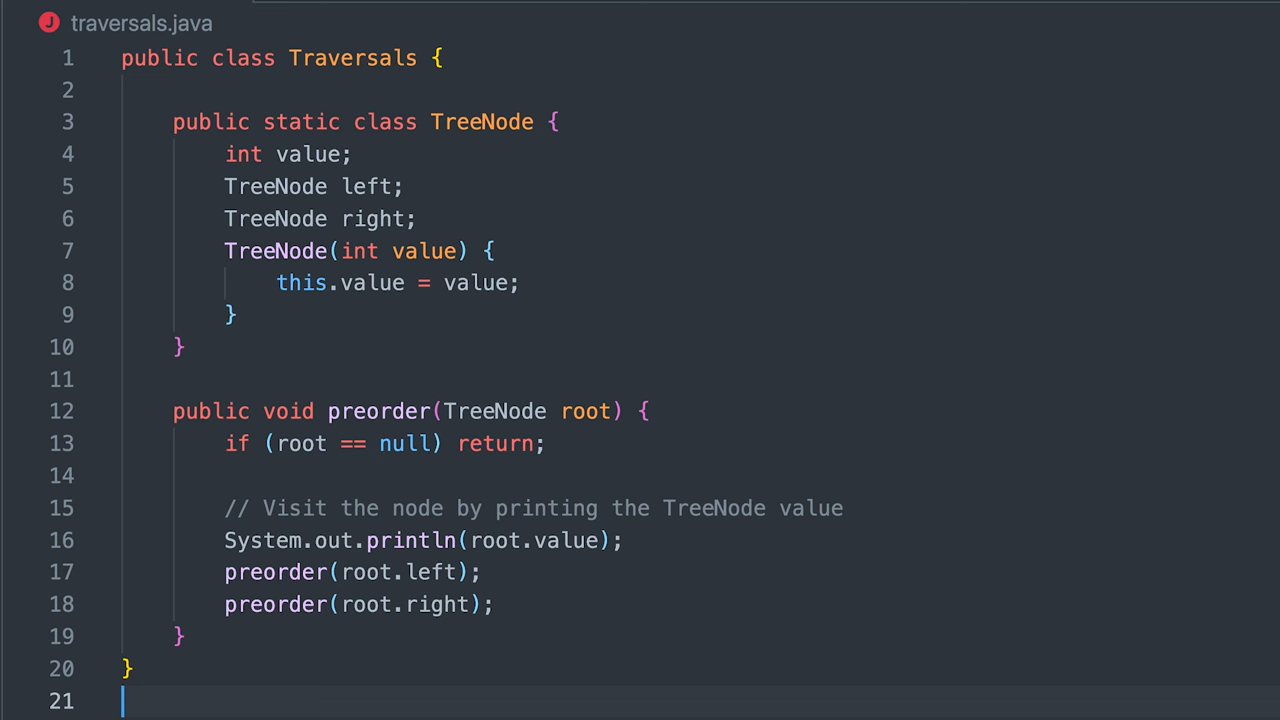 J traversals.java
1 public class Traversals {
2
3     public static class TreeNode {
4         int value;
5         TreeNode left;
6         TreeNode right;
7         TreeNode(int value) {
8             this.value = value;
9         }
10     }
11
12     public void preorder(TreeNode root) {
13         if (root == null) return;
14
15         // Visit the node by printing the TreeNode value
16         System.out.println(root.value);
17         preorder(root.left);
18         preorder(root.right);
19     }
20 }
21